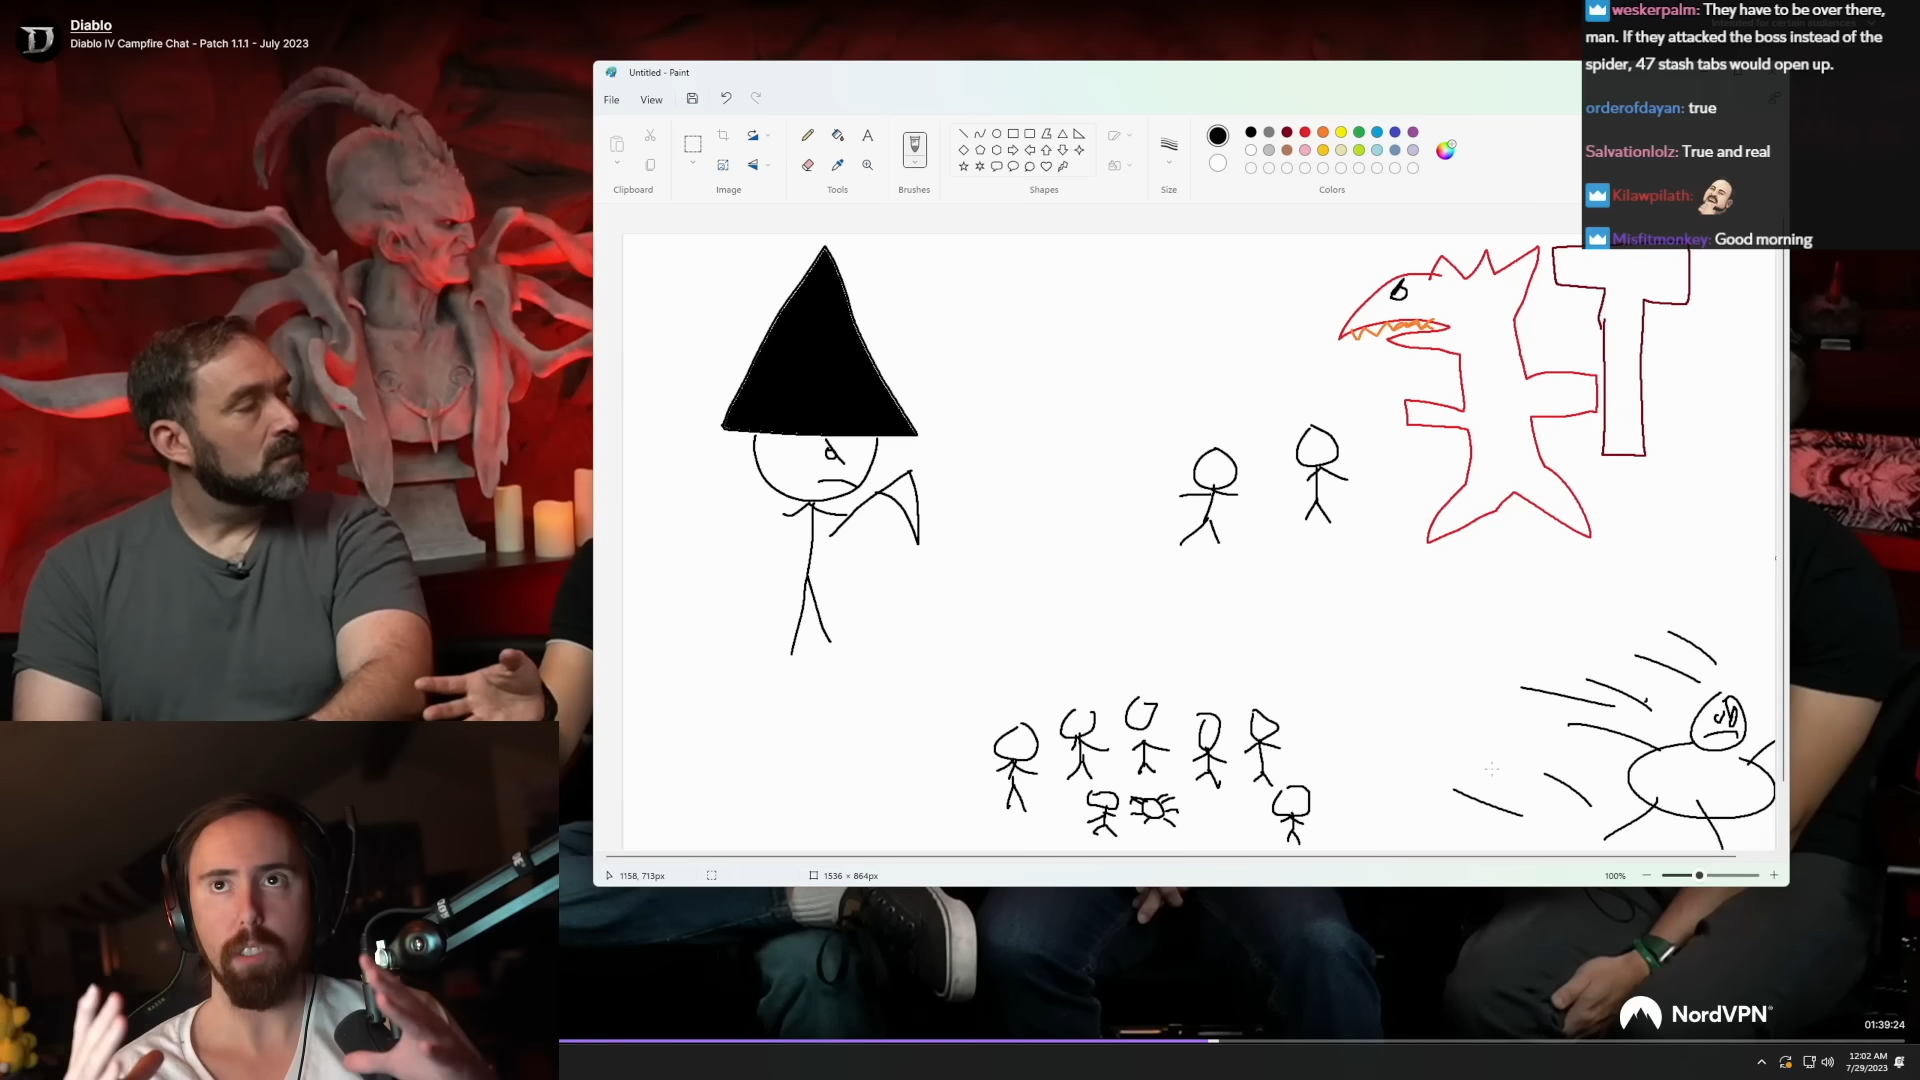 Diablo
Diablo IV Campfire Chat - Patch 1.1.1 - July 2023
weskerpalm: They have to be over there,
man. If they attacked the boss instead of the
spider, 47 stash tabs would open up.
orderofdayan: true
Salvationlolz: True and real
Kilawpilath:
Misfitmonkey: Good morning
Untitled - Paint
File View
Clipboard Image Tools Brushes Shapes Size Colors
1158, 713px 1536 × 864px 100%
NordVPN®
01:39:24
12:02 AM
7/29/2023